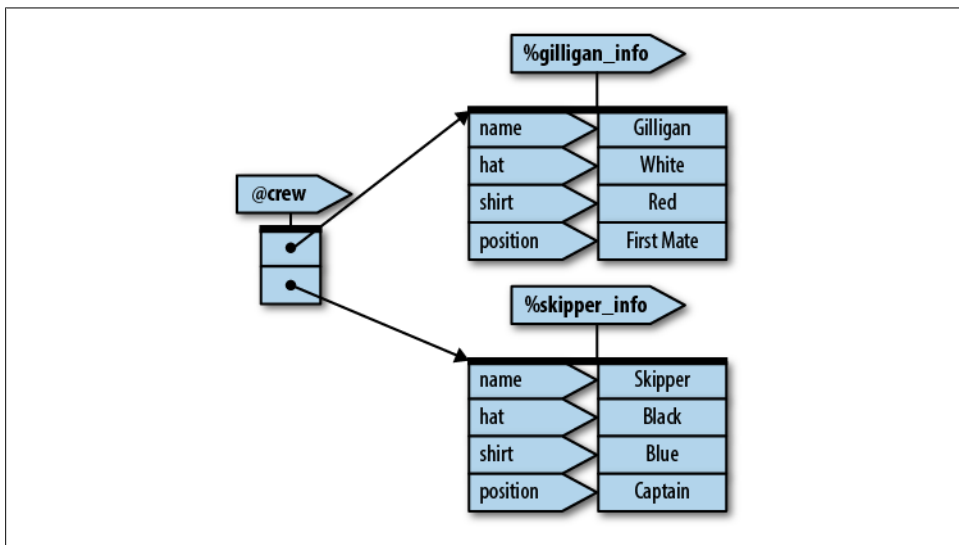 %gilligan_info
name Gilligan
hat White
shirt Red
position First Mate
@crew
%skipper_info
name Skipper
hat Black
shirt Blue
position Captain